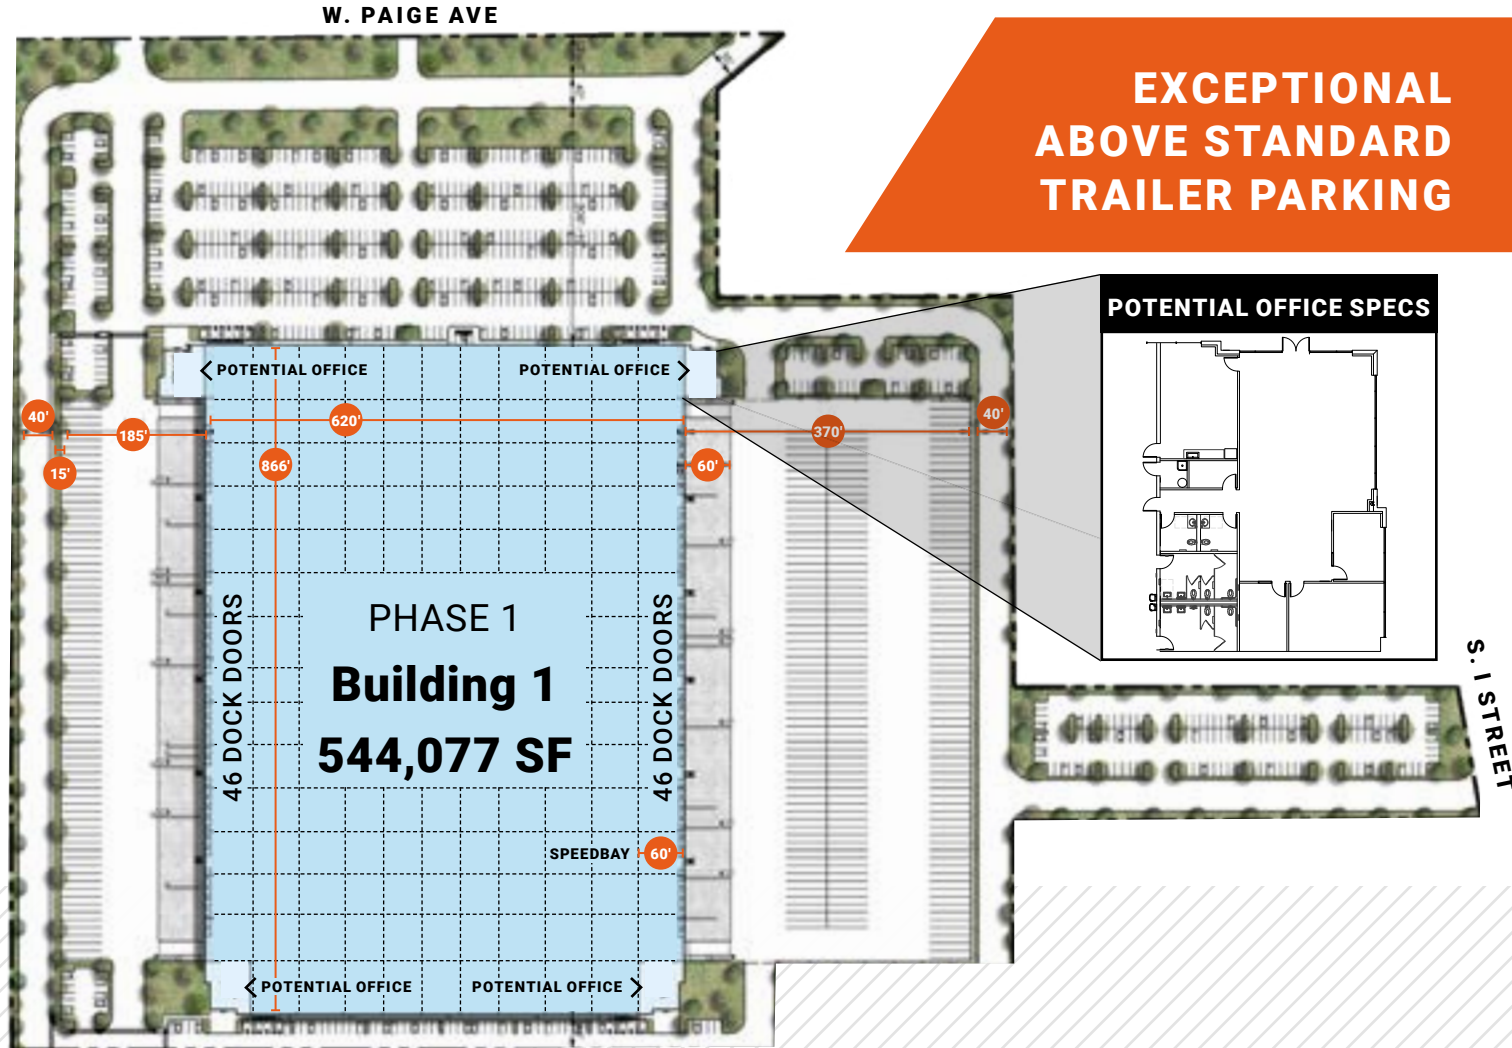 W. PAIGE AVE
EXCEPTIONAL
ABOVE STANDARD
TRAILER PARKING
POTENTIAL OFFICE SPECS
POTENTIAL OFFICE
POTENTIAL OFFICE
40'
185'
15'
620'
866'
60'
370'
40'
PHASE 1
Building 1
544,077 SF
46 DOCK DOORS
46 DOCK DOORS
SPEEDBAY
60'
POTENTIAL OFFICE
POTENTIAL OFFICE
S. I STREET